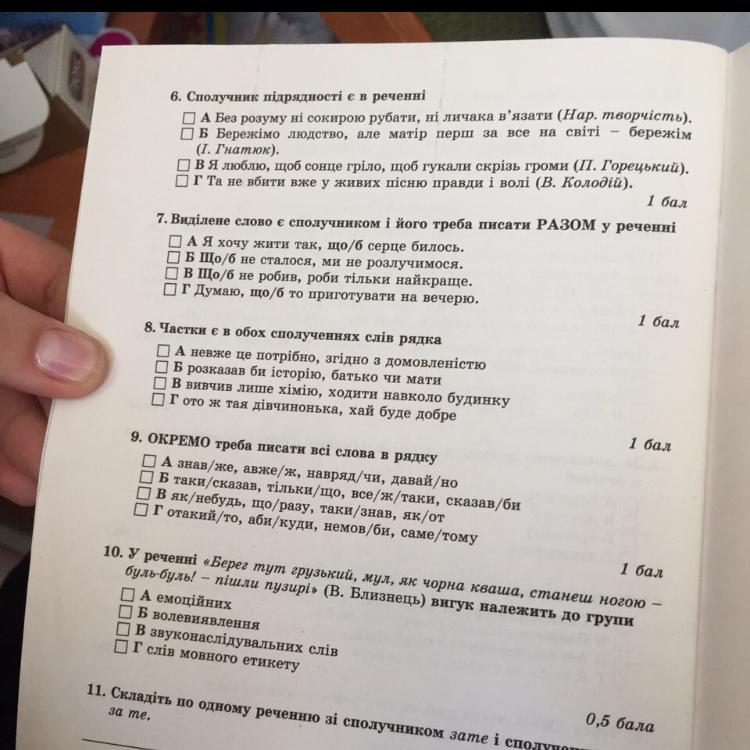 6. Сполучник підрядності є в реченні
А Без розуму ні сокирою рубати, ні личака в'язати (Нар. творчість).
Б Бережімо людство, але матір перш за все на світі – бережім
(І. Гнатюк).
В Я люблю, щоб сонце гріло, щоб гукали скрізь громи (П. Горецький).
Г Та не вбити вже у живих пісню правди і волі (В. Колодій).
1 бал
7. Виділене слово є сполучником і його треба писати РАЗОМ у реченні
А Я хочу жити так, що/б серце билось.
Б Що/б не сталося, ми не розлучимося.
В Що/б не робив, роби тільки найкраще.
Г Думаю, що/б то приготувати на вечерю.
1 бал
8. Частки є в обох сполученнях слів рядка
А невже це потрібно, згідно з домовленістю
Б розказав би історію, батько чи мати
В вивчив лише хімію, ходити навколо будинку
Г ото ж тая дівчинонька, хай буде добре
1 бал
9. ОКРЕМО треба писати всі слова в рядку
А знав/же, авже/ж, навряд/чи, давай/но
Б таки/сказав, тільки/що, все/ж/таки, сказав/би
В як/небудь, що/разу, таки/знав, як/от
Г отакий/то, аби/куди, немов/би, саме/тому
1 бал
10. У реченні «Берег тут грузький, мул, як чорна кваша, станеш ногою –
буль-буль! – пішли пузирі» (В. Близнець) вигук належить до групи
А емоційних
Б волевиявлення
В звуконаслідувальних слів
Г слів мовного етикету
0,5 бала
11. Складіть по одному реченню зі сполучником зате і
за те.